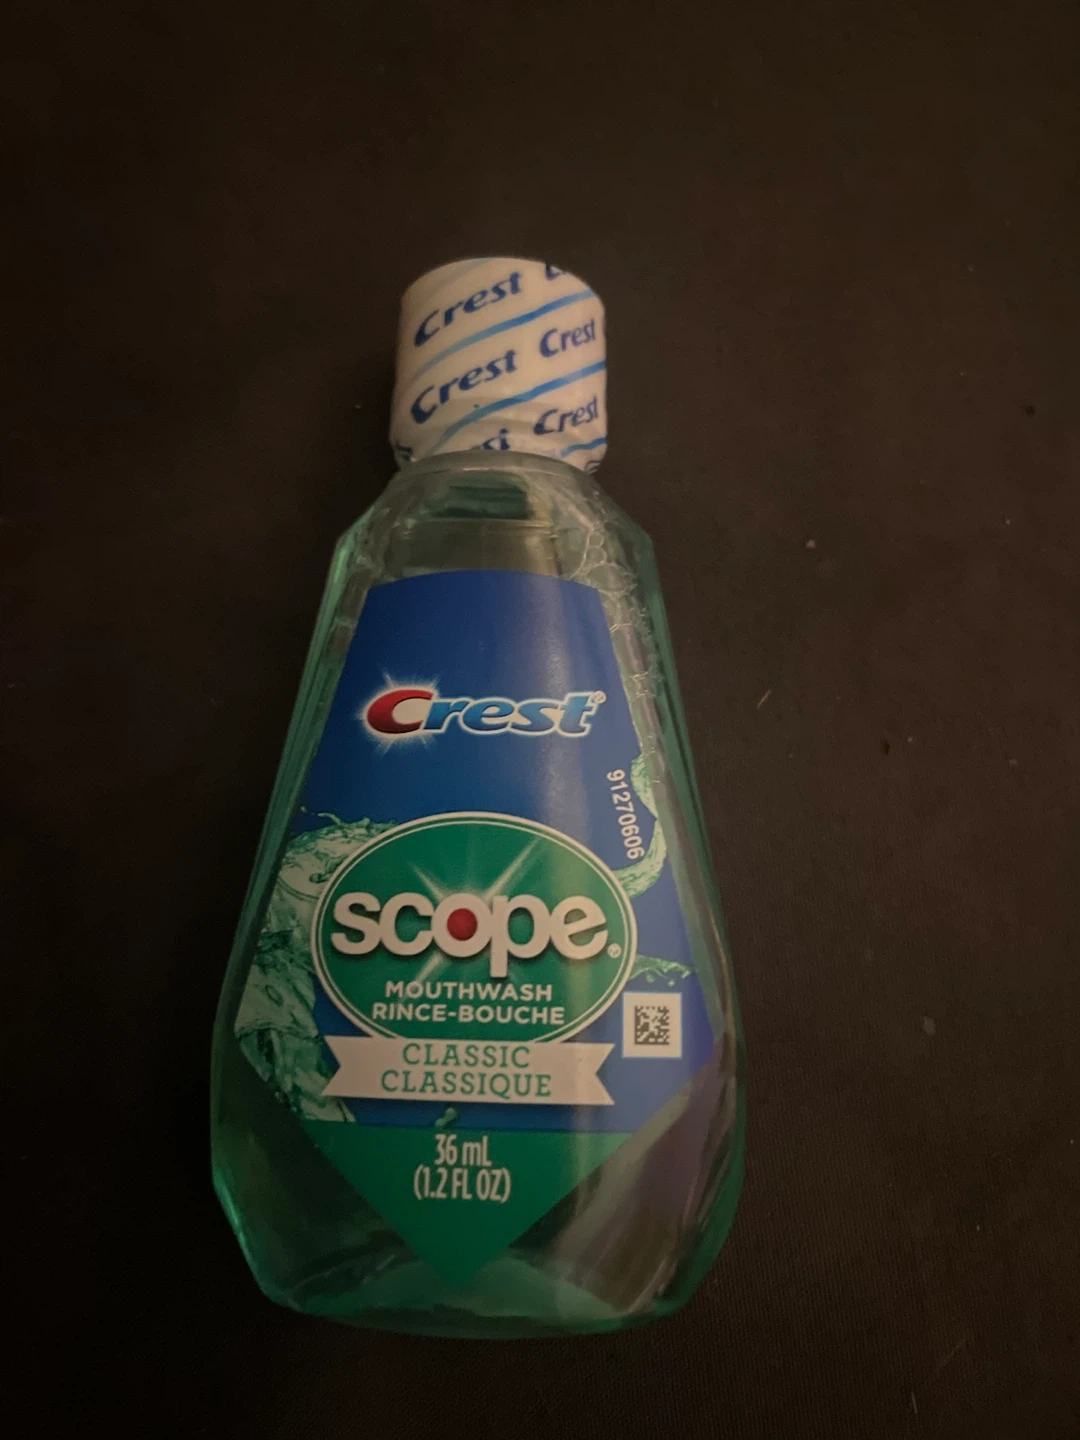 Crest
Crest
Crest
Crest
Crest®
91270606
scope®
MOUTHWASH
RINCE-BOUCHE
CLASSIC
CLASSIQUE
36 mL
(1.2 FL OZ)